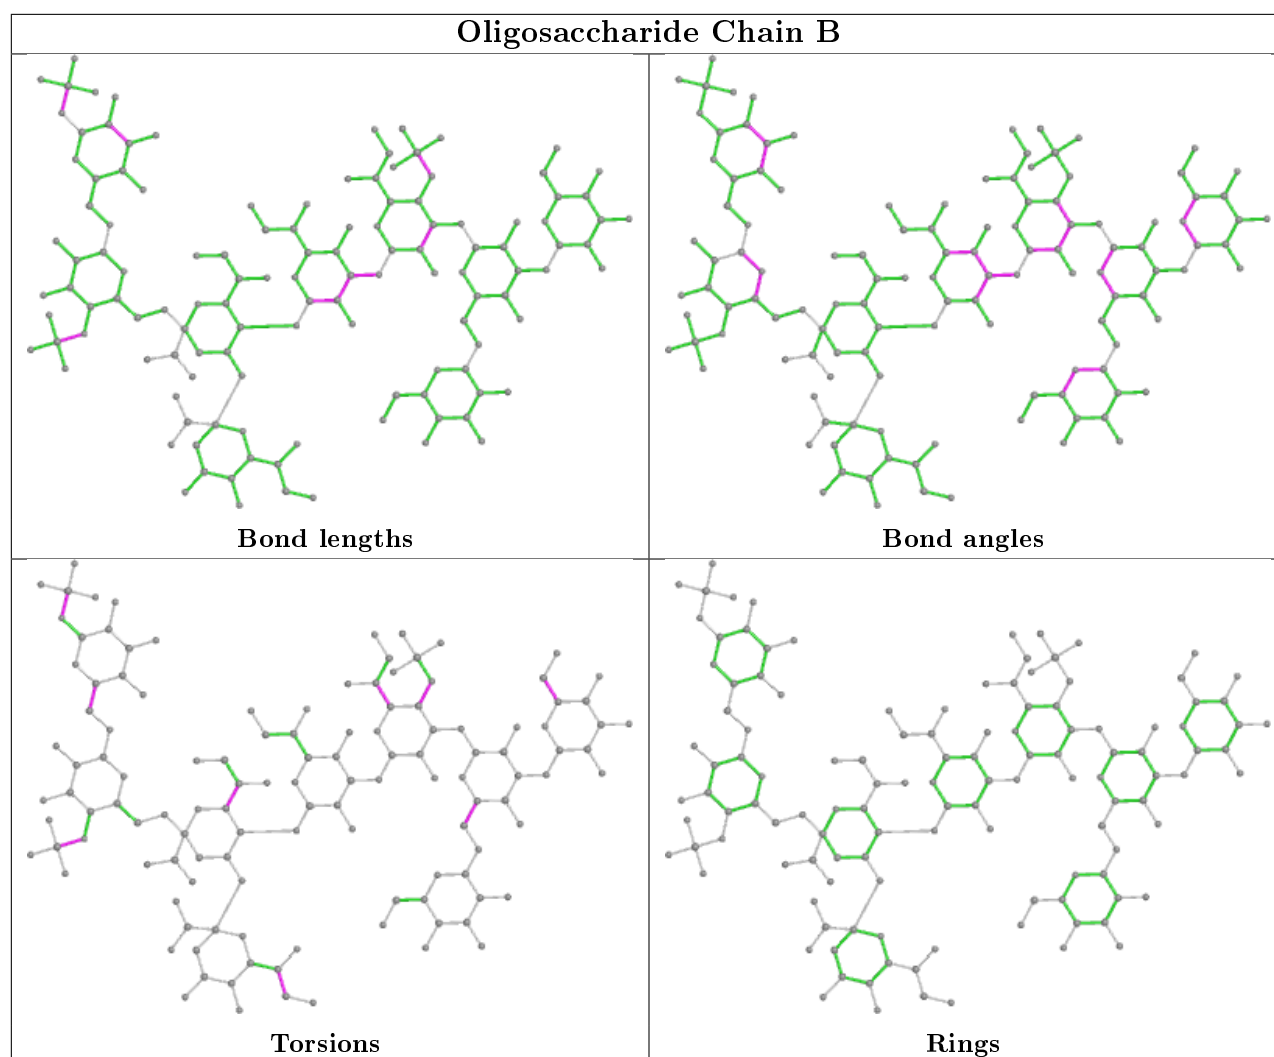 Oligosaccharide Chain B
Bond lengths
Bond angles
Torsions
Rings